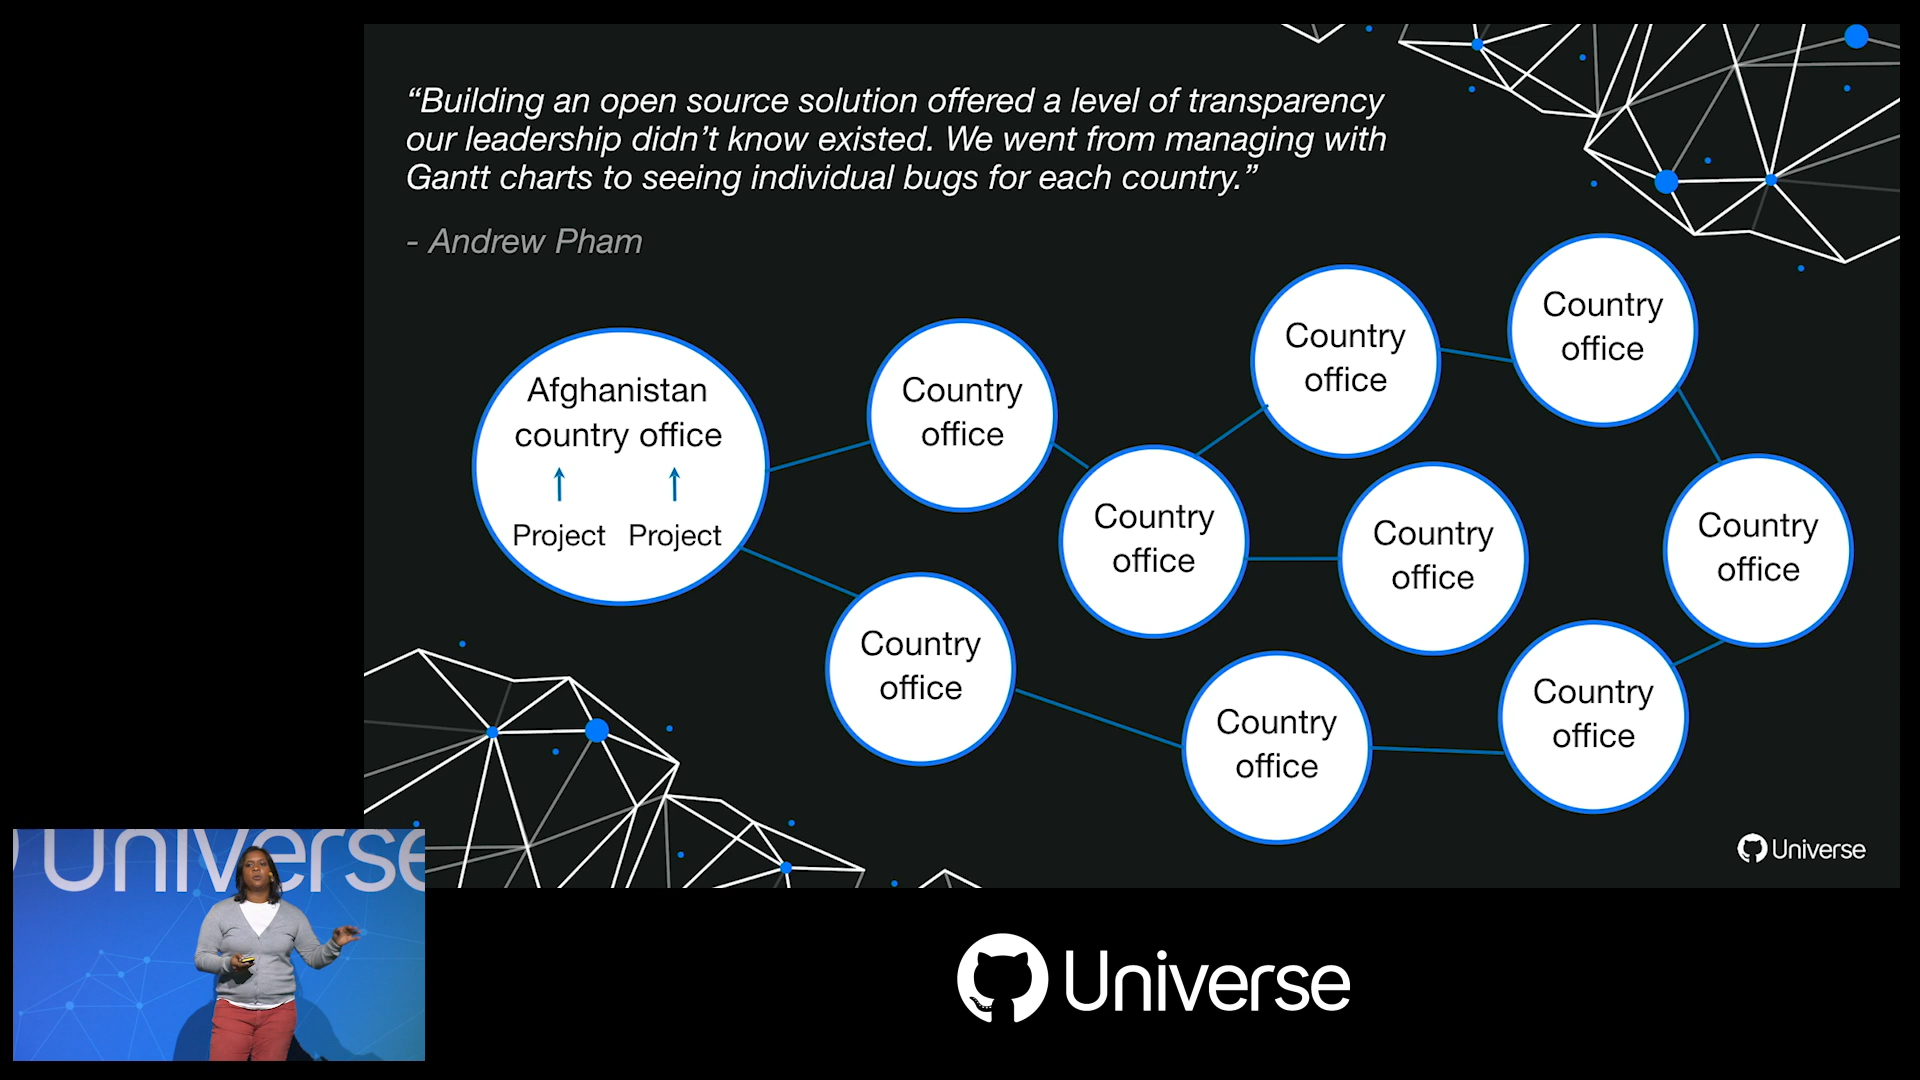 “Building an open source solution offered a level of transparency
our leadership didn’t know existed. We went from managing with
Gantt charts to seeing individual bugs for each country.”
- Andrew Pham
Afghanistan
country office
Project Project
Country
office
Country
office
Country
office
Country
office
Country
office
Country
office
Country
office
Country
office
Country
office
Universe
Universe
Universe